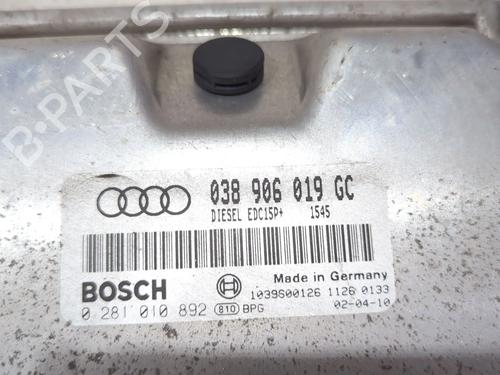 B-PARTS
038 906 019 GC
DIESEL EDC15P+ 1545
BOSCH
Made in Germany
1039S00126 1126 0133
0 281 010 892 810 BPG 02-04-10